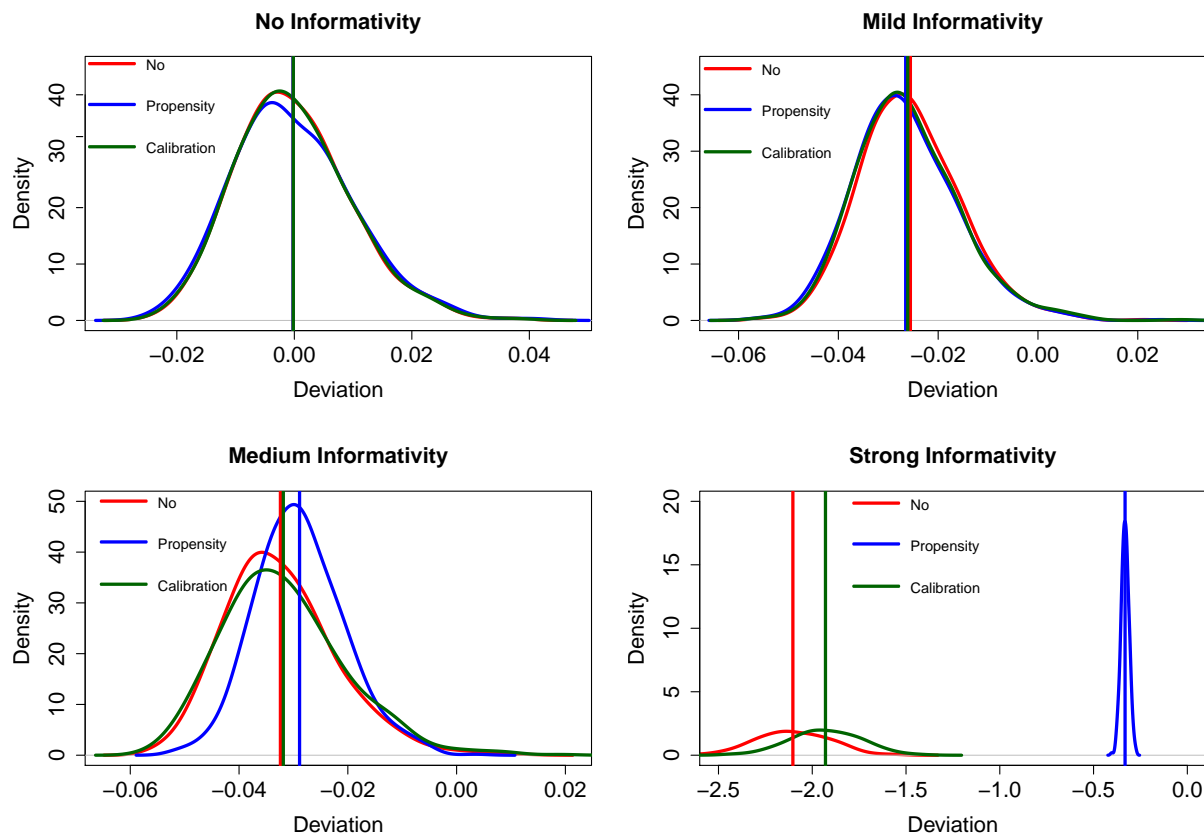 No Informativity
No
Propensity
Calibration
Density
0
10
20
30
40
−0.02
0.00
0.02
0.04
Deviation
Mild Informativity
No
Propensity
Calibration
Density
0
10
20
30
40
−0.06
−0.04
−0.02
0.00
0.02
Deviation
Medium Informativity
No
Propensity
Calibration
Density
0
10
20
30
40
50
−0.06
−0.04
−0.02
0.00
0.02
Deviation
Strong Informativity
No
Propensity
Calibration
Density
0
5
10
15
20
−2.5
−2.0
−1.5
−1.0
−0.5
0.0
Deviation